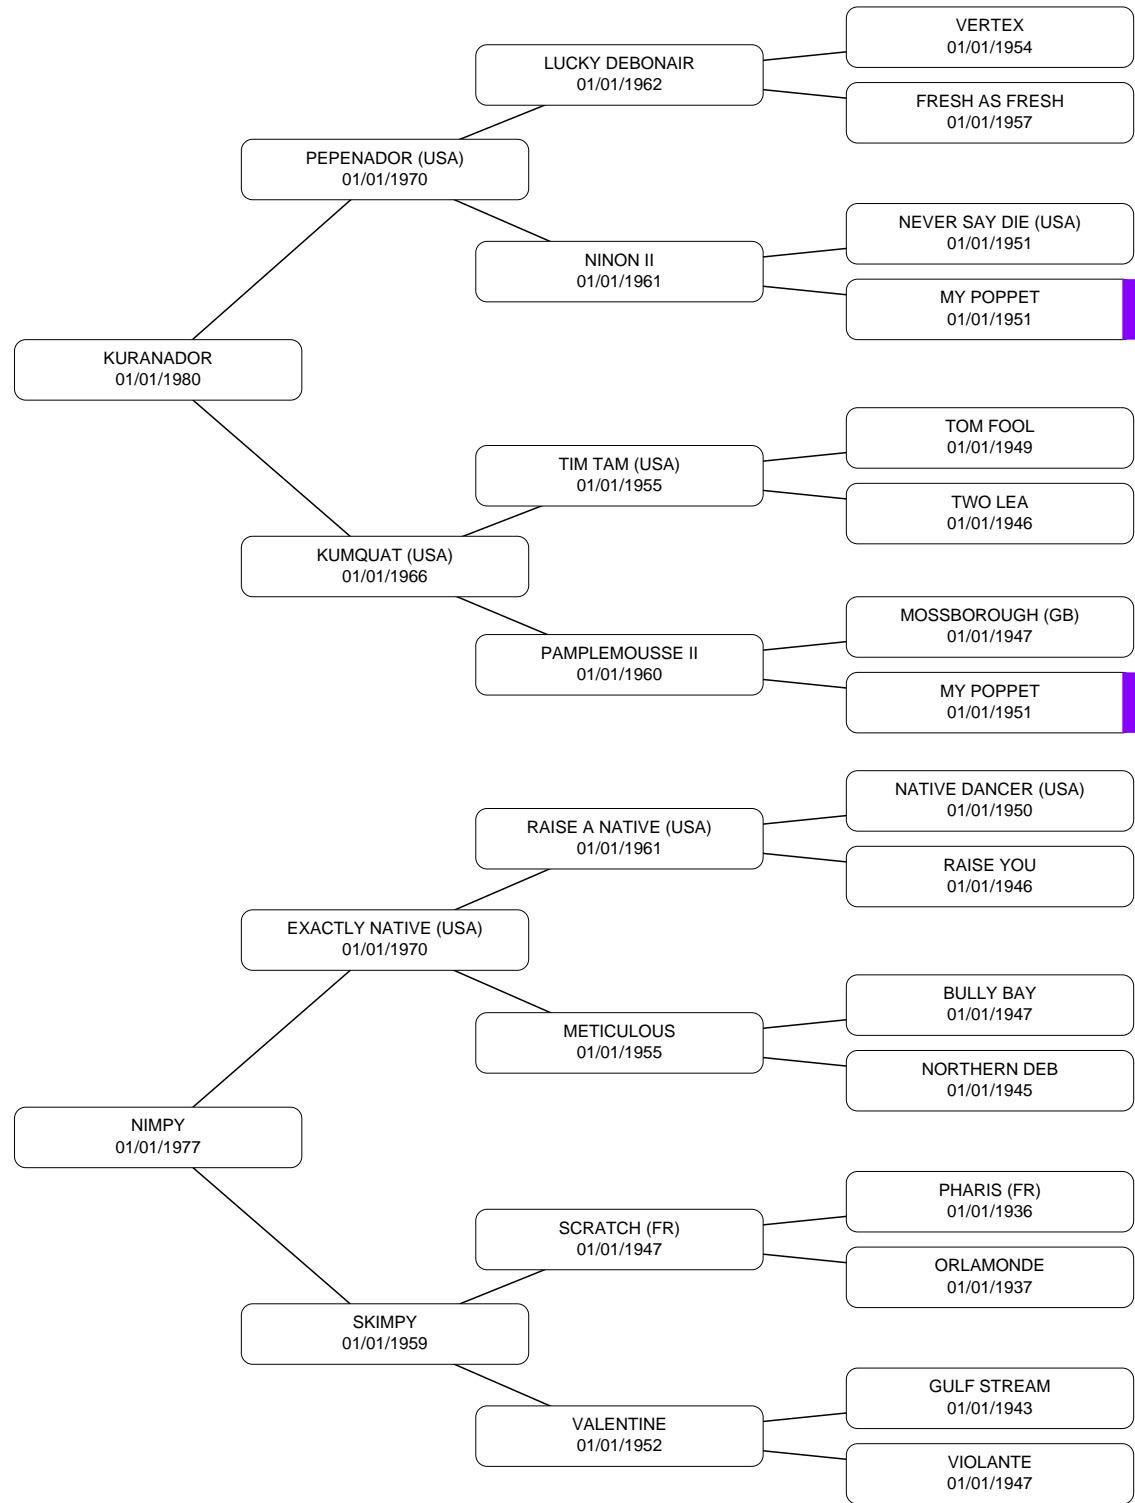 VERTEX
01/01/1954
LUCKY DEBONAIR
01/01/1962
FRESH AS FRESH
01/01/1957
PEPENADOR (USA)
01/01/1970
NEVER SAY DIE (USA)
01/01/1951
NINON II
01/01/1961
MY POPPET
01/01/1951
KURANADOR
01/01/1980
TOM FOOL
01/01/1949
TIM TAM (USA)
01/01/1955
TWO LEA
01/01/1946
KUMQUAT (USA)
01/01/1966
MOSSBOROUGH (GB)
01/01/1947
PAMPLEMOUSSE II
01/01/1960
MY POPPET
01/01/1951
NATIVE DANCER (USA)
01/01/1950
RAISE A NATIVE (USA)
01/01/1961
RAISE YOU
01/01/1946
EXACTLY NATIVE (USA)
01/01/1970
BULLY BAY
01/01/1947
METICULOUS
01/01/1955
NORTHERN DEB
01/01/1945
NIMPY
01/01/1977
PHARIS (FR)
01/01/1936
SCRATCH (FR)
01/01/1947
ORLAMONDE
01/01/1937
SKIMPY
01/01/1959
GULF STREAM
01/01/1943
VALENTINE
01/01/1952
VIOLANTE
01/01/1947